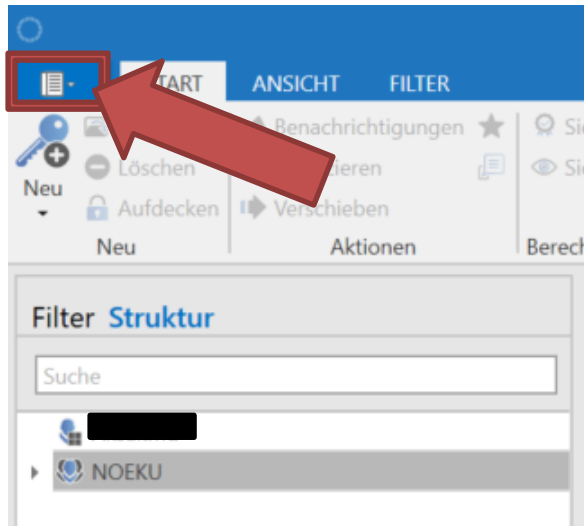 START ANSICHT FILTER
Benachrichtigungen
Löschen
Neu
Aufdecken
Verschieben
Neu
Aktionen
Filter Struktur
Suche
NOEKU